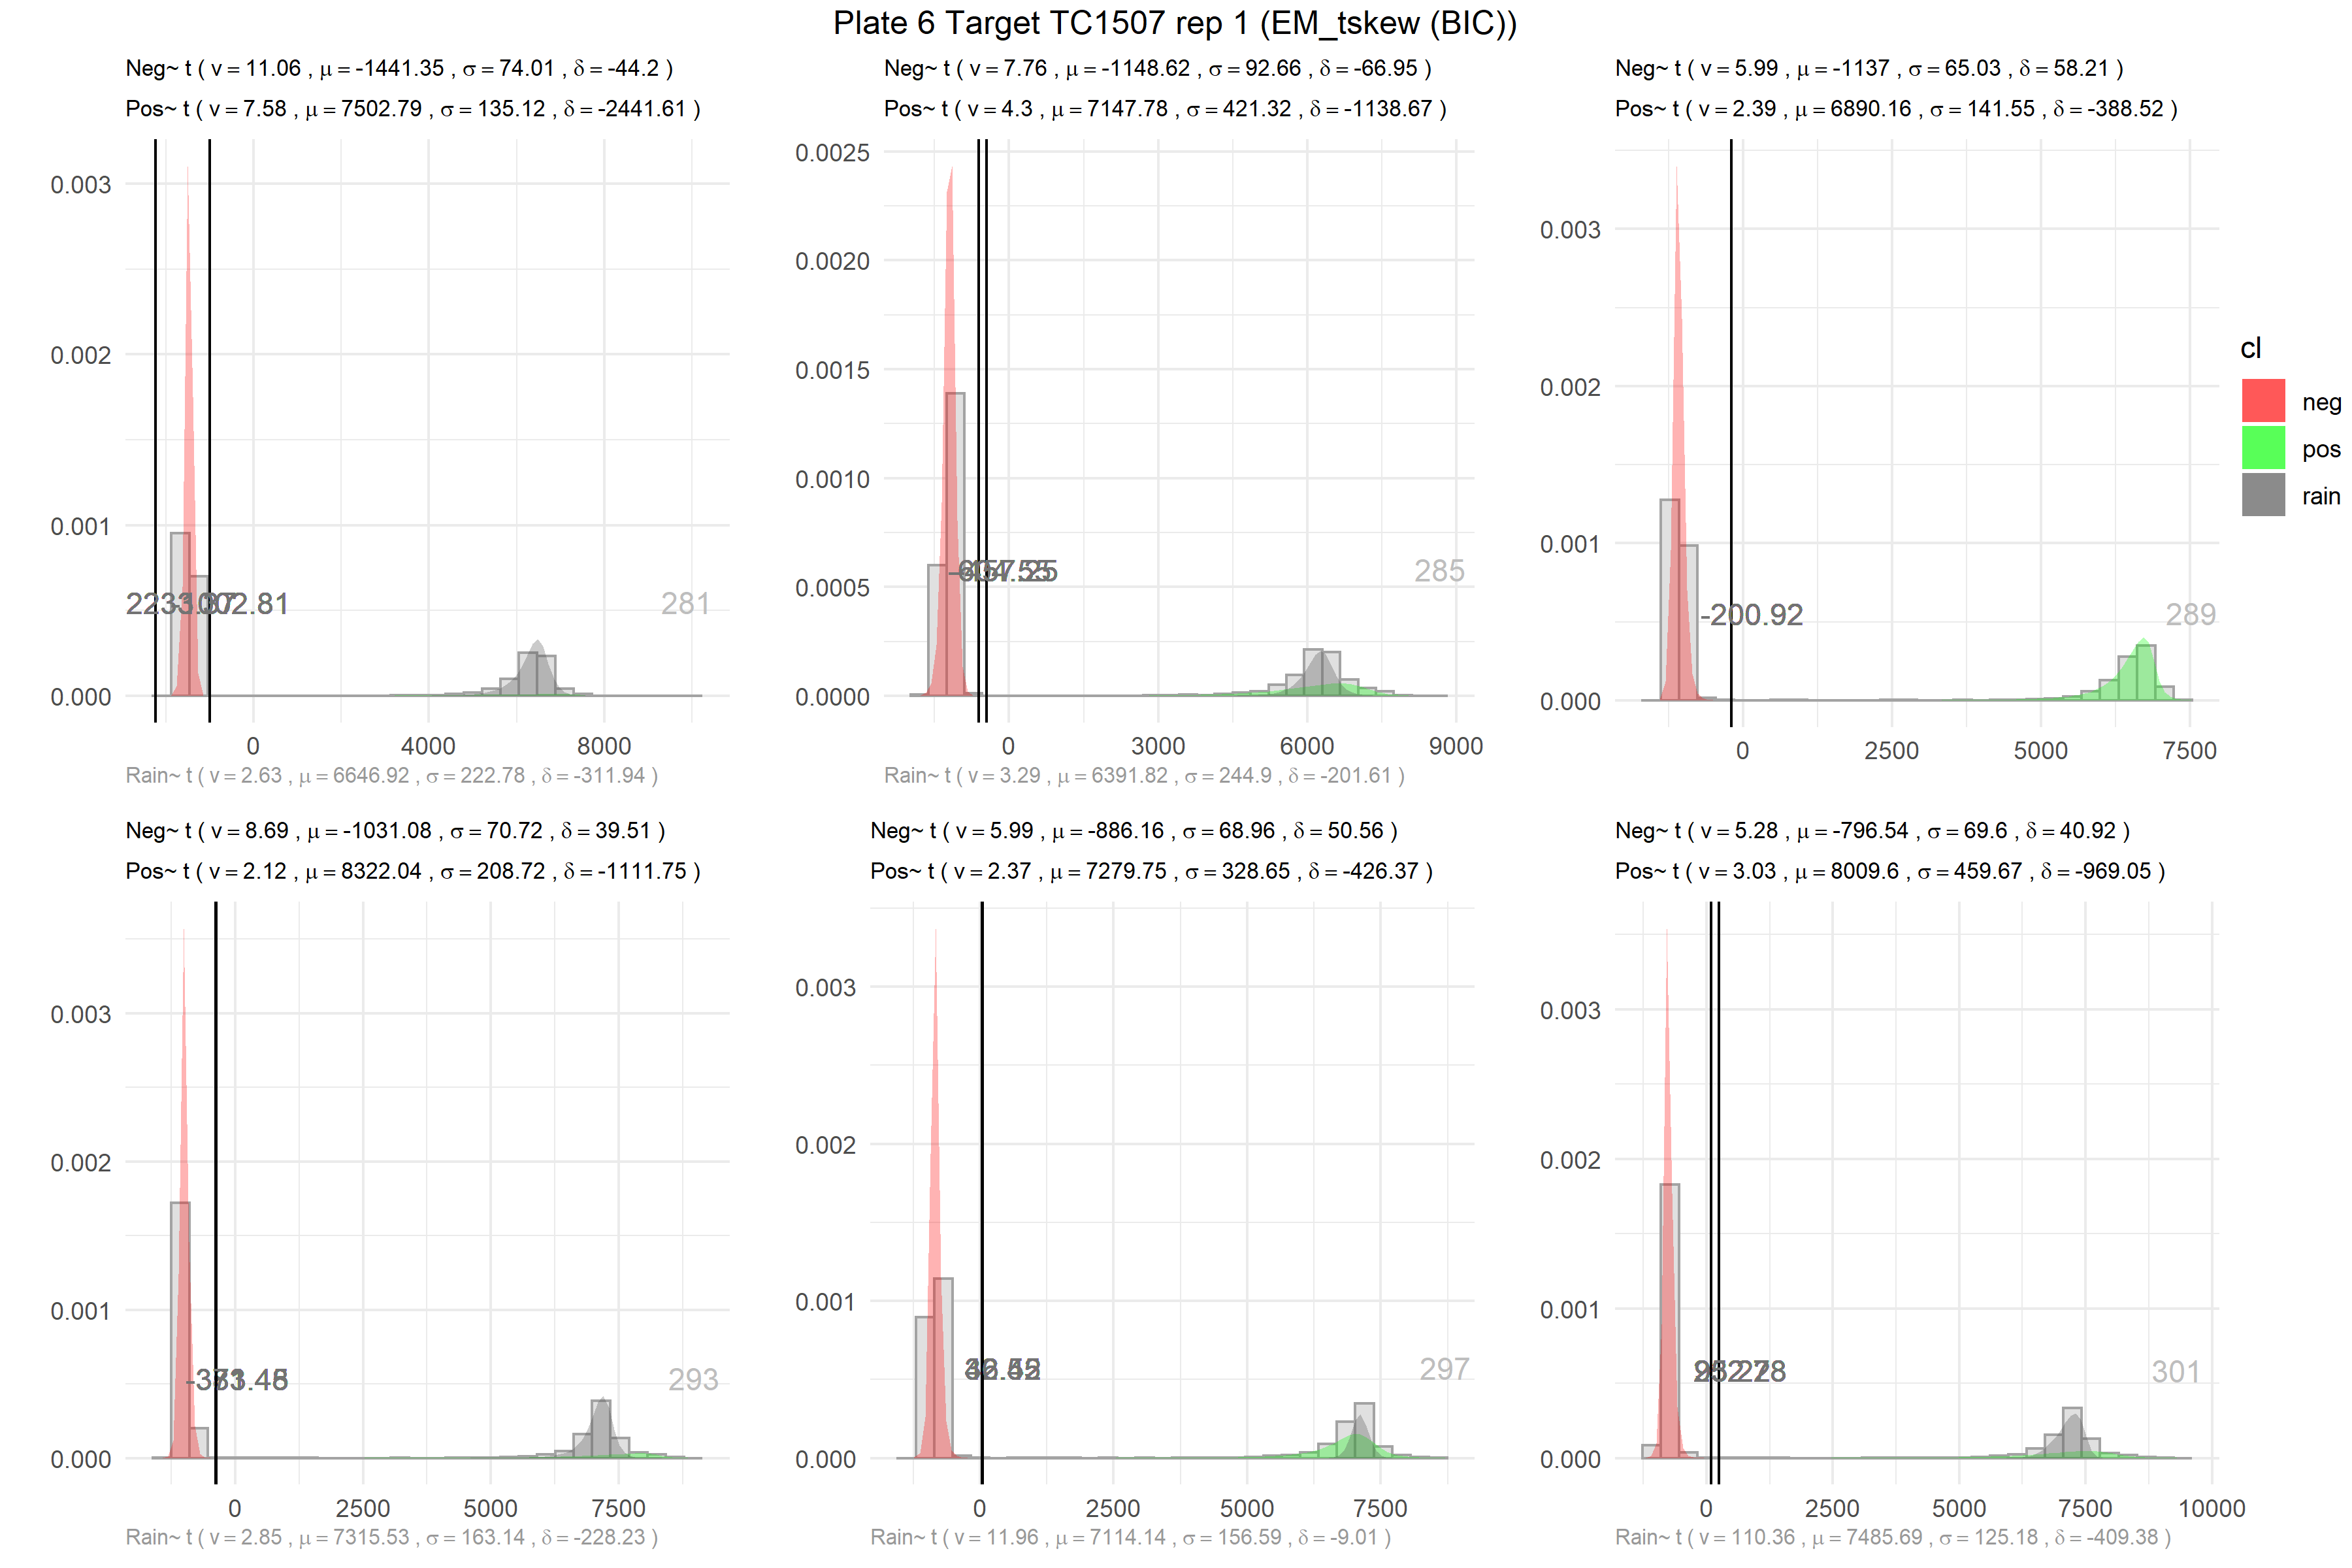 Plate 6 Target TC1507 rep 1 (EM_tskew (BIC))
Neg~ t ( ν = 11.06 , μ = -1441.35 , σ = 74.01 , δ = -44.2 )
Pos~ t ( ν = 7.58 , μ = 7502.79 , σ = 135.12 , δ = -2441.61 )
0.003
0.002
0.001
0.000
-1002.81
281
0 4000 8000
Rain~ t ( ν = 2.63 , μ = 6646.92 , σ = 222.78 , δ = -311.94 )
Neg~ t ( ν = 7.76 , μ = -1148.62 , σ = 92.66 , δ = -66.95 )
Pos~ t ( ν = 4.3 , μ = 7147.78 , σ = 421.32 , δ = -1138.67 )
0.0025
0.0020
0.0015
0.0010
0.0005
0.0000
285
0 3000 6000 9000
Rain~ t ( ν = 3.29 , μ = 6391.82 , σ = 244.9 , δ = -201.61 )
Neg~ t ( ν = 5.99 , μ = -1137 , σ = 65.03 , δ = 58.21 )
Pos~ t ( ν = 2.39 , μ = 6890.16 , σ = 141.55 , δ = -388.52 )
0.003
0.002
0.001
0.000
-200.92
289
0 2500 5000 7500
cl
neg
pos
rain
Neg~ t ( ν = 8.69 , μ = -1031.08 , σ = 70.72 , δ = 39.51 )
Pos~ t ( ν = 2.12 , μ = 8322.04 , σ = 208.72 , δ = -1111.75 )
0.003
0.002
0.001
0.000
293
0 2500 5000 7500
Rain~ t ( ν = 2.85 , μ = 7315.53 , σ = 163.14 , δ = -228.23 )
Neg~ t ( ν = 5.99 , μ = -886.16 , σ = 68.96 , δ = 50.56 )
Pos~ t ( ν = 2.37 , μ = 7279.75 , σ = 328.65 , δ = -426.37 )
0.003
0.002
0.001
0.000
297
0 2500 5000 7500
Rain~ t ( ν = 11.96 , μ = 7114.14 , σ = 156.59 , δ = -9.01 )
Neg~ t ( ν = 5.28 , μ = -796.54 , σ = 69.6 , δ = 40.92 )
Pos~ t ( ν = 3.03 , μ = 8009.6 , σ = 459.67 , δ = -969.05 )
0.003
0.002
0.001
0.000
301
0 2500 5000 7500 10000
Rain~ t ( ν = 110.36 , μ = 7485.69 , σ = 125.18 , δ = -409.38 )